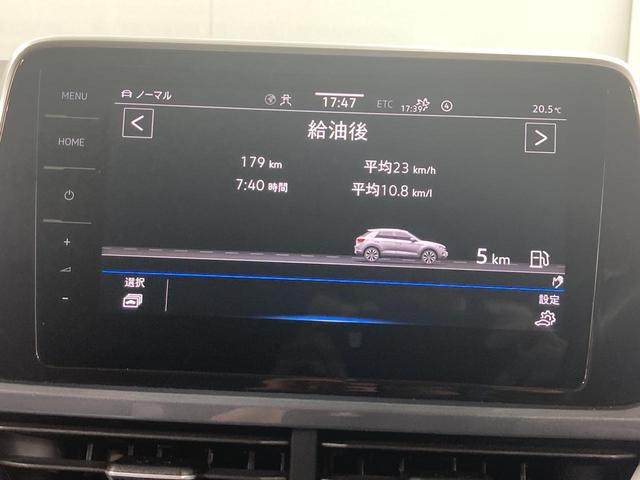 MENU
ノーマル
17:47
ETC
17:39
4
20.5℃
HOME
給油後
179 km
平均23 km/h
7:40 時間
平均10.8 km/l
5 km
選択
設定